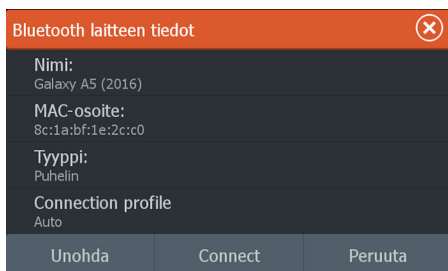 Bluetooth laitteen tiedot
Nimi:
Galaxy A5 (2016)
MAC-osoite:
8c:1a:bf:1e:2c:c0
Tyyppi:
Puhelin
Connection profile
Auto
Unohda Connect Peruuta